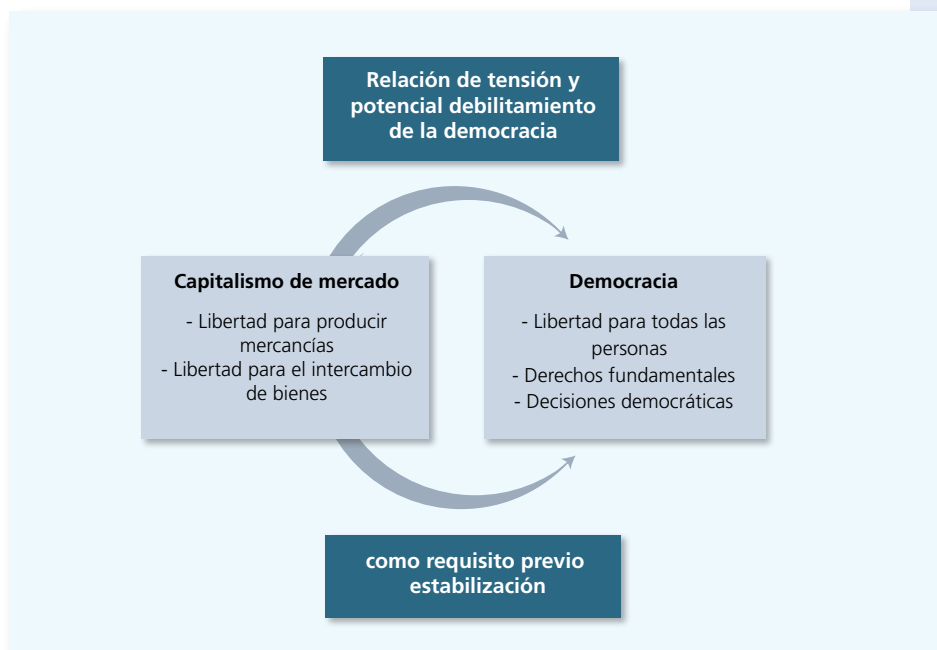 Relación de tensión y
potencial debilitamiento
de la democracia
Capitalismo de mercado
- Libertad para producir
mercancías
- Libertad para el intercambio
de bienes
Democracia
- Libertad para todas las
personas
- Derechos fundamentales
- Decisiones democráticas
como requisito previo
estabilización